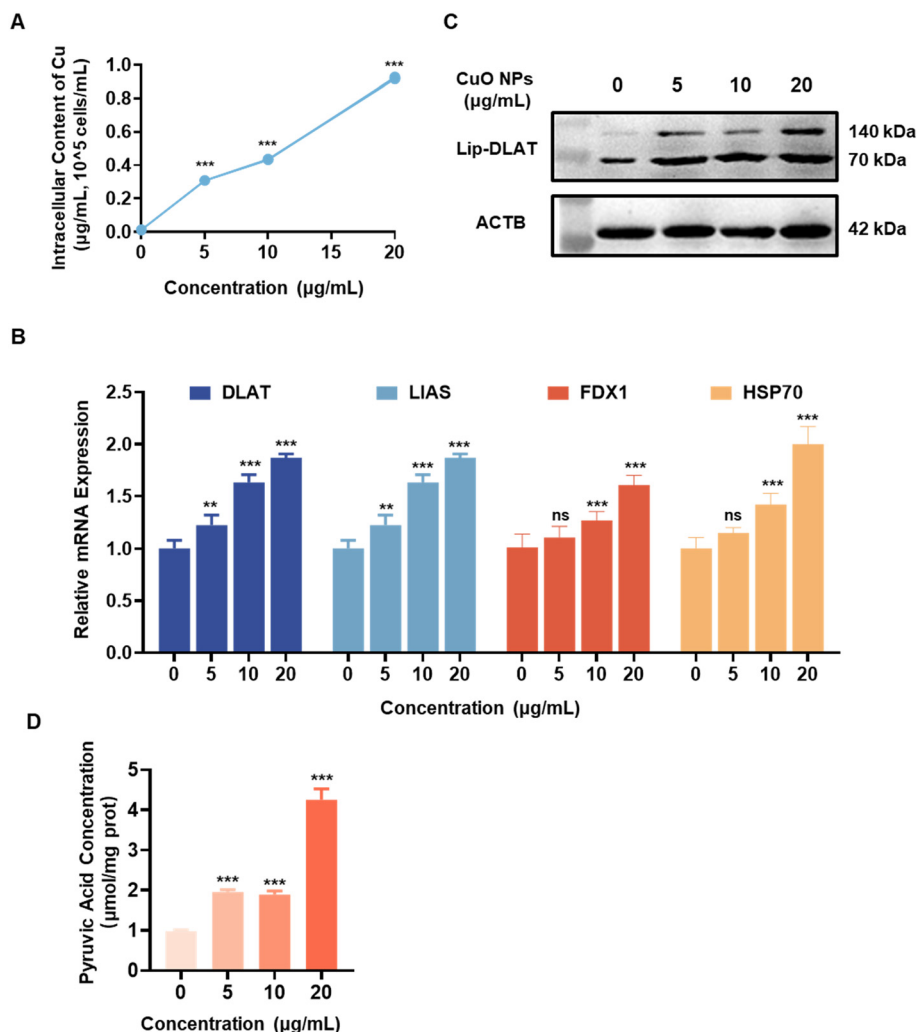 A
Intracellular Content of Cu
(µg/mL, 10^5 cells/mL)
1.0
0.8
0.6
0.4
0.2
0.0
***
***
***
0
5
10
20
Concentration (µg/mL)
C
CuO NPs
(µg/mL)
0
5
10
20
Lip-DLAT
140 kDa
70 kDa
ACTB
42 kDa
B
Relative mRNA Expression
2.5
2.0
1.5
1.0
0.5
0.0
DLAT
LIAS
FDX1
HSP70
** *** ***
** *** ***
ns *** ***
ns *** ***
0 5 10 20
0 5 10 20
0 5 10 20
0 5 10 20
Concentration (µg/mL)
D
Pyruvic Acid Concentration
(µmol/mg prot)
5
4
3
2
1
0
***
***
***
0 5 10 20
Concentration (µg/mL)